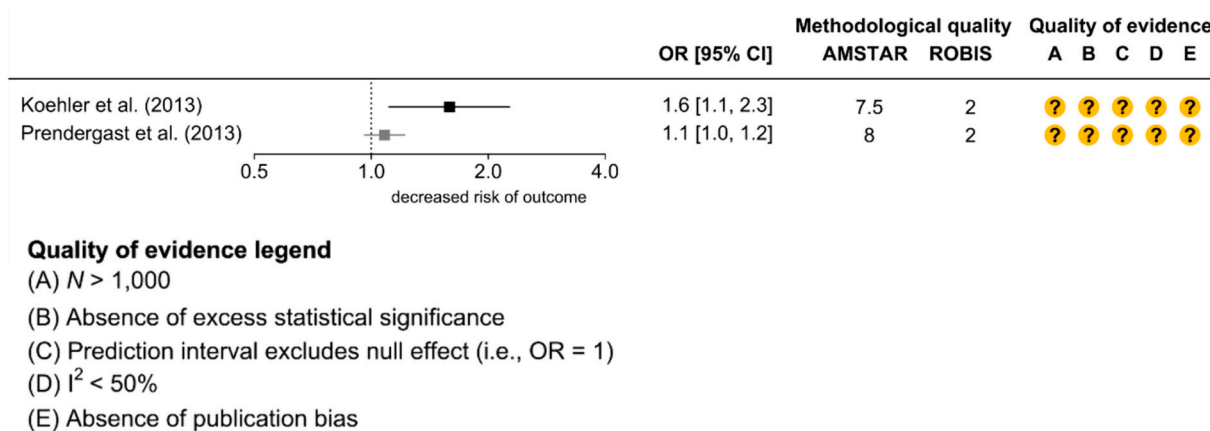 Methodological quality Quality of evidence
OR [95% CI] AMSTAR ROBIS A B C D E
Koehler et al. (2013) 1.6 [1.1, 2.3] 7.5 2 ? ? ? ? ?
Prendergast et al. (2013) 1.1 [1.0, 1.2] 8 2 ? ? ? ? ?
0.5 1.0 2.0 4.0
decreased risk of outcome
Quality of evidence legend
(A) N > 1,000
(B) Absence of excess statistical significance
(C) Prediction interval excludes null effect (i.e., OR = 1)
(D) I² < 50%
(E) Absence of publication bias